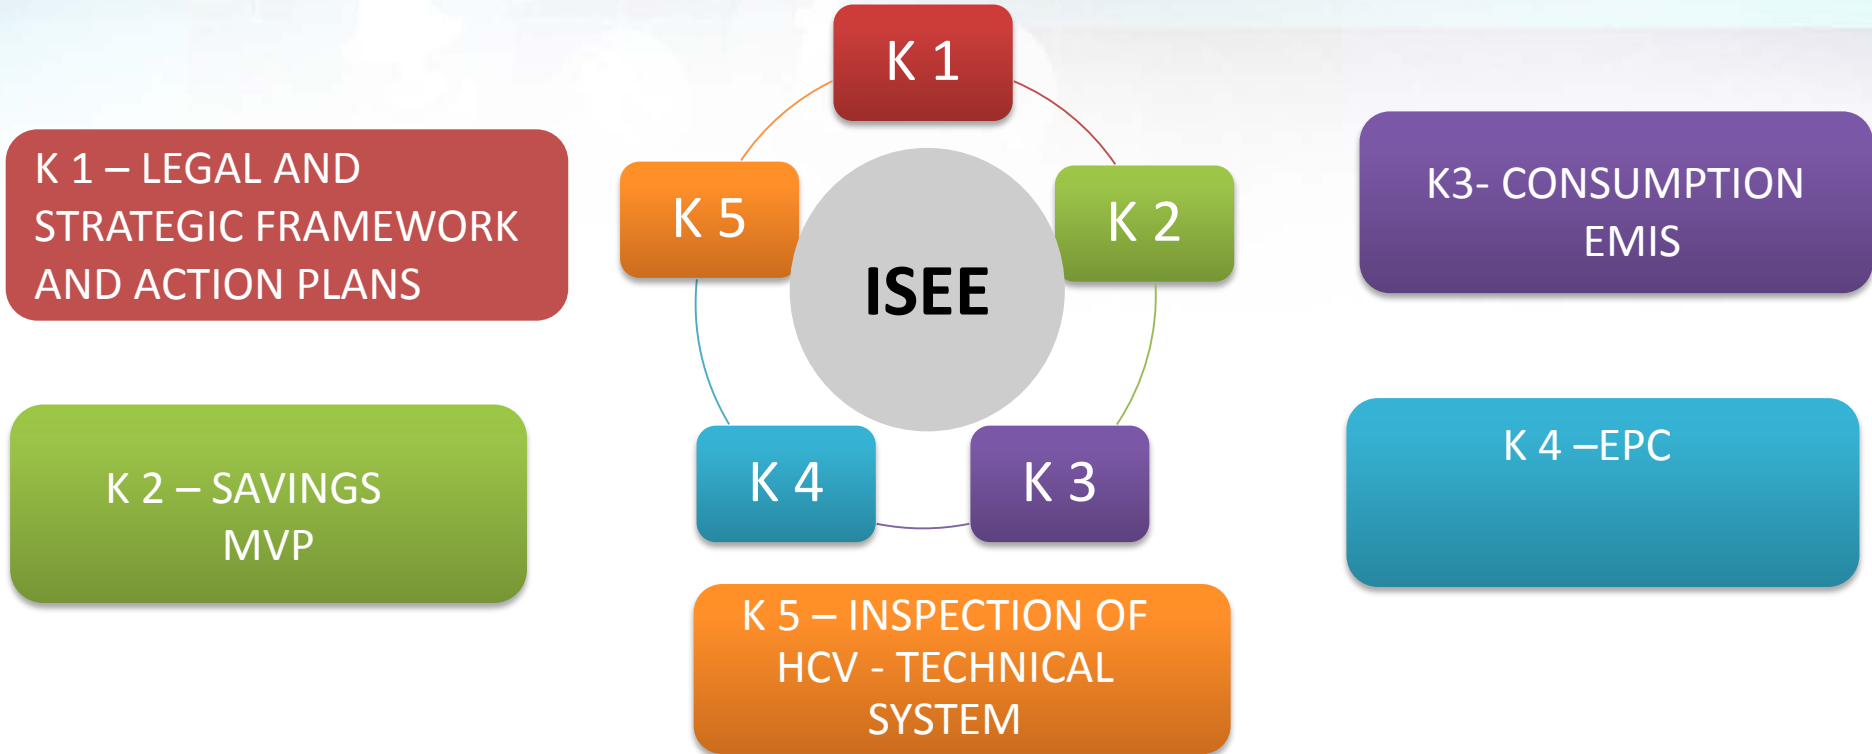 K 1
K 5
K 2
ISEE
K 4
K 3
K 1 – LEGAL AND
STRATEGIC FRAMEWORK
AND ACTION PLANS
K 2 – SAVINGS
MVP
K3- CONSUMPTION
EMIS
K 4 –EPC
K 5 – INSPECTION OF
HCV - TECHNICAL
SYSTEM